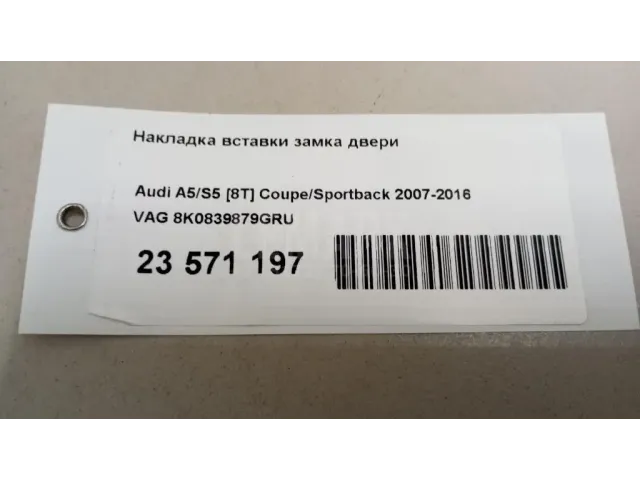 Накладка вставки замка двери
Audi A5/S5 [8T] Coupe/Sportback 2007-2016
VAG 8K0839879GRU
23 571 197